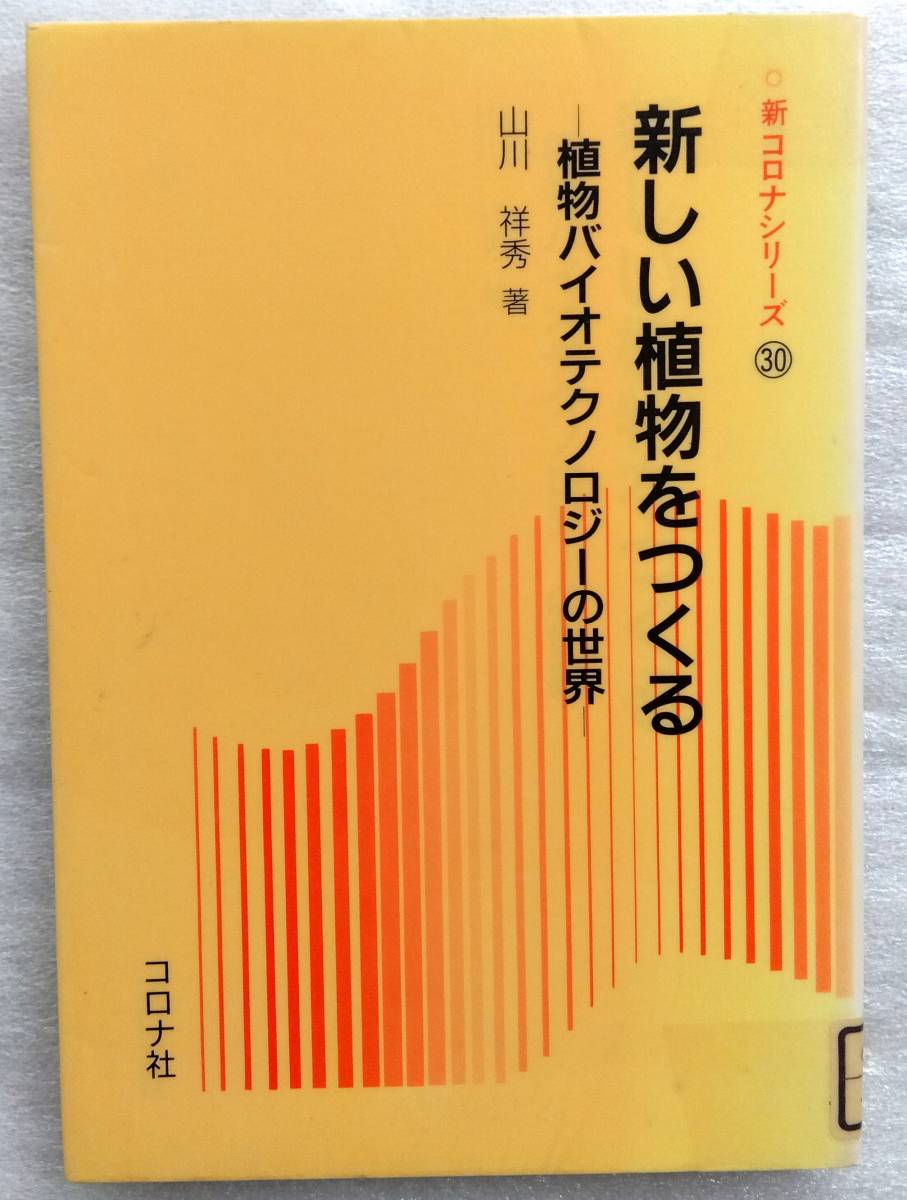 新コロナシリーズ ㉚
新しい植物をつくる
―植物バイオテクノロジーの世界―
山川 祥秀 著
コロナ社